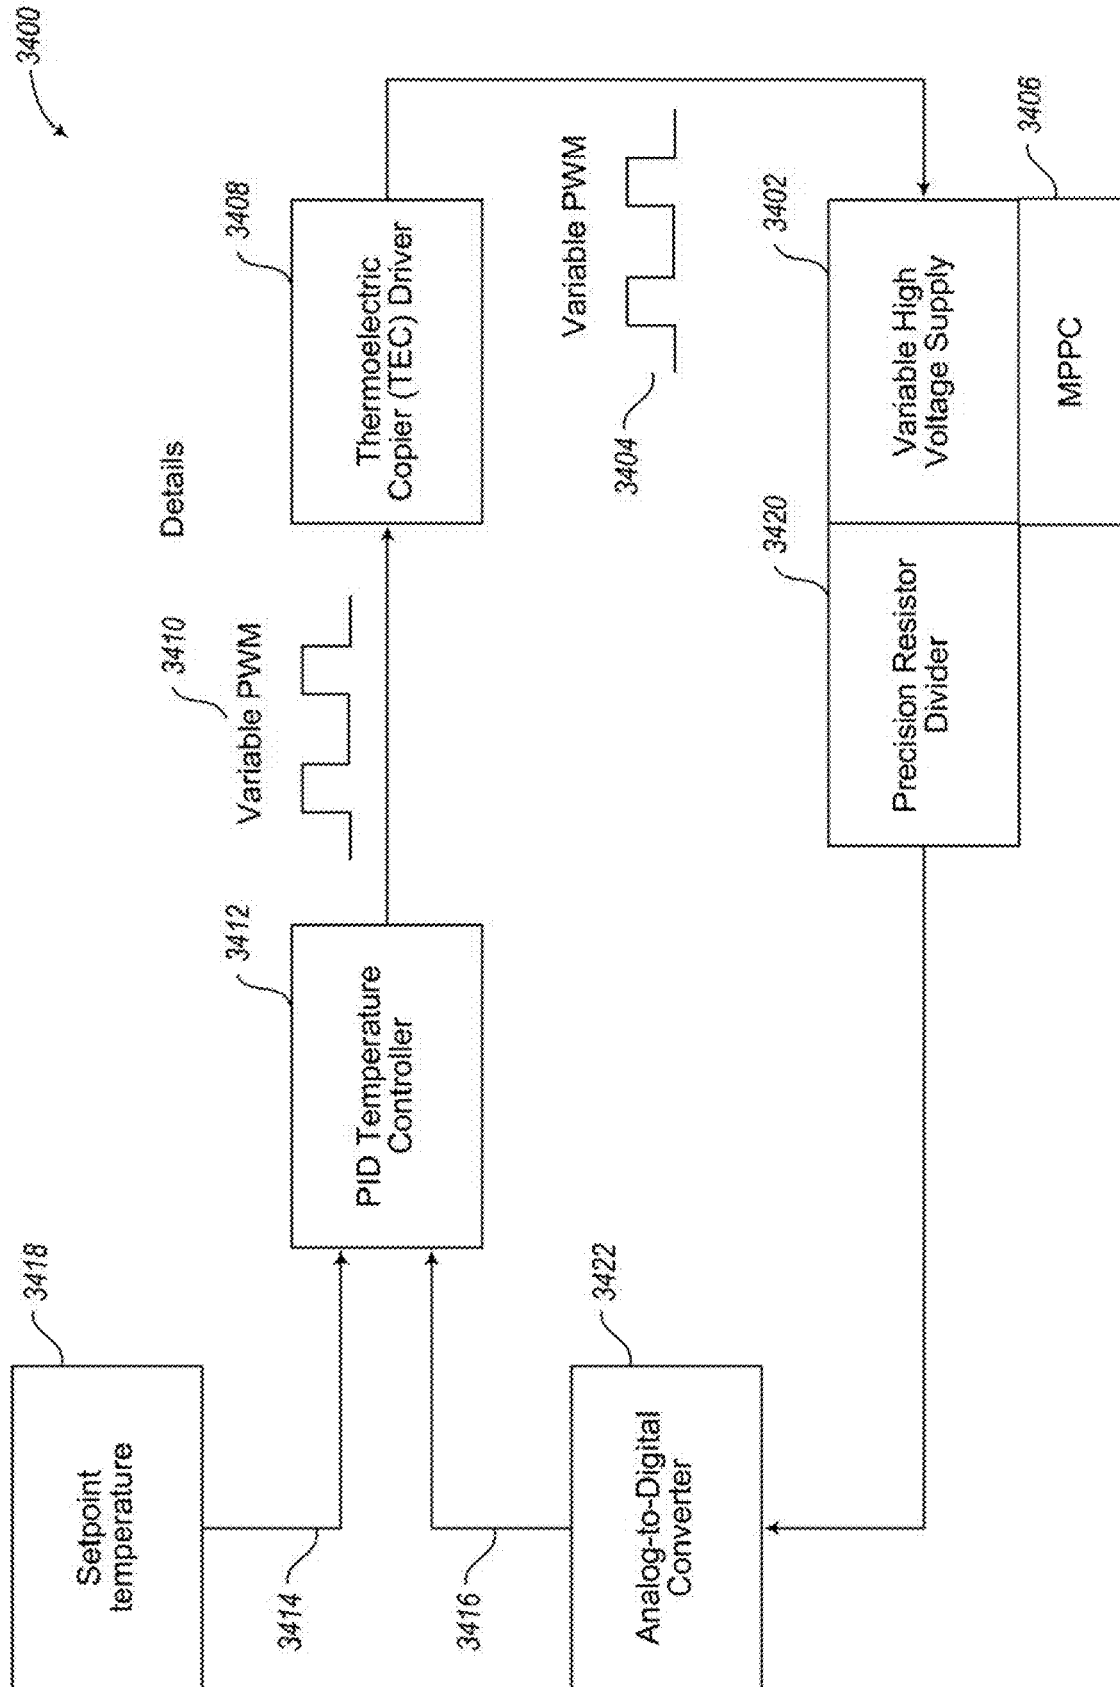 3400
Details
Setpoint
temperature
3418
3414
3416
PID Temperature
Controller
3412
Variable PWM
3410
Thermoelectric
Copier (TEC) Driver
3408
Analog-to-Digital
Converter
3422
Variable PWM
3404
Precision Resistor
Divider
3420
Variable High
Voltage Supply
3402
MPPC
3406